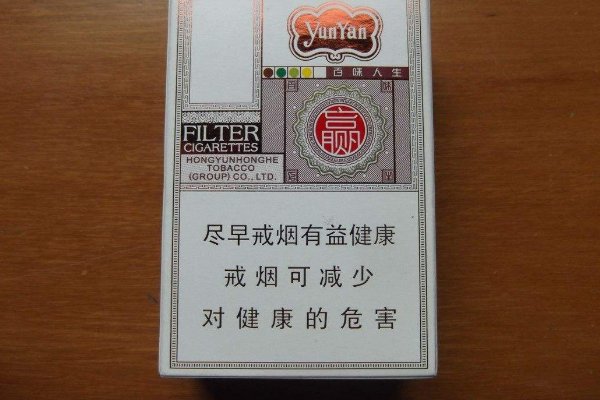 YunYan
百味人生
赢
FILTER
CIGARETTES
HONGYUNHONGHE
TOBACCO
(GROUP) CO., LTD.
尽早戒烟有益健康
戒烟可减少
对健康的危害